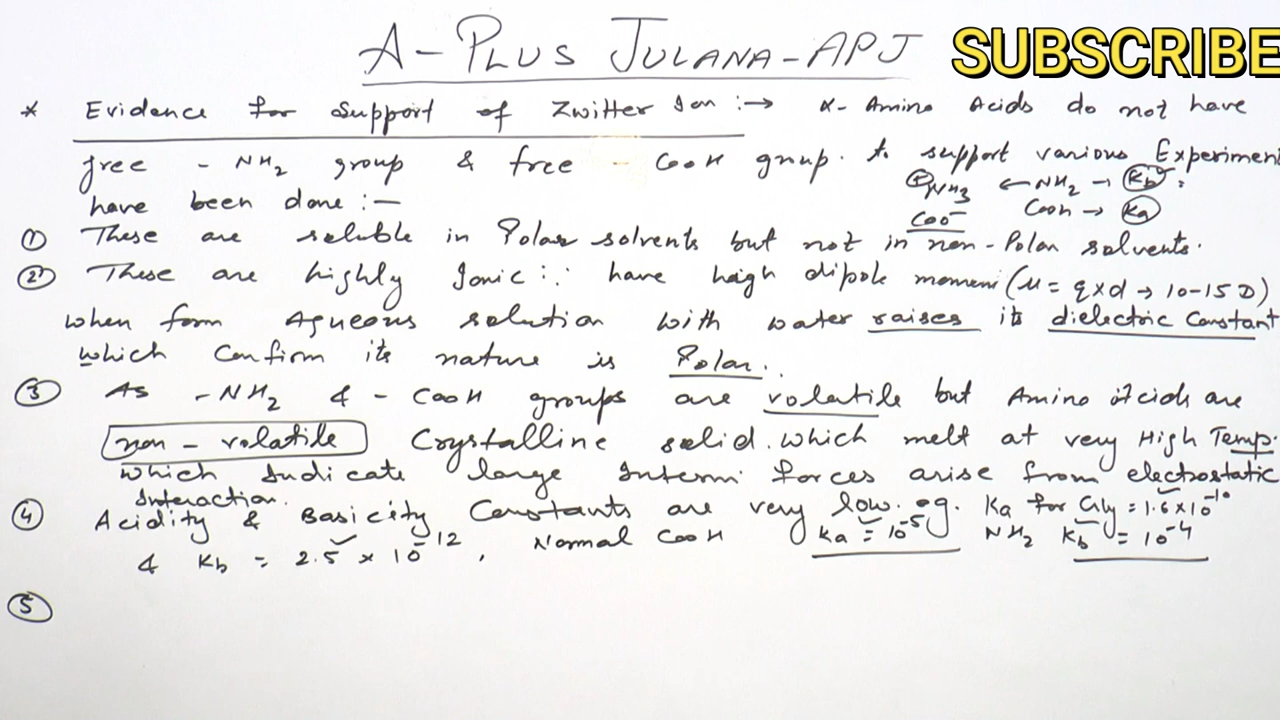 A-PLUS JULANA-APJ
SUBSCRIBE
* Evidence for support of Zwitter Ion :→ α-Amino Acids do not have
free -NH2 group & free - COOH group. to support various Experimen
⊕NH3 ← NH2 → Kb
have been done :—
COO⁻ COOH → Ka
① These are soluble in Polar solvents but not in non-Polar solvents.
② These are highly Ionic ∵ have heigh dipole moment (μ = q×d → 10-15 D)
when form Aqueous solution with water raises its dielectric Constant
which Confirm its nature is Polar..
③ As -NH2 & -COOH groups are volatile but Amino Acids are
non-volatile Crystalline solid. which melt at very High Temp.
which Indicate large Interm. forces arise from electrostatic
Interaction.
④ Acidity & Basicity Constants are very low. eg. Ka for Gly = 1.6×10⁻¹⁰
& Kb = 2.5 × 10⁻¹², Normal COOH Ka = 10⁻⁵ NH2 Kb = 10⁻⁴
⑤